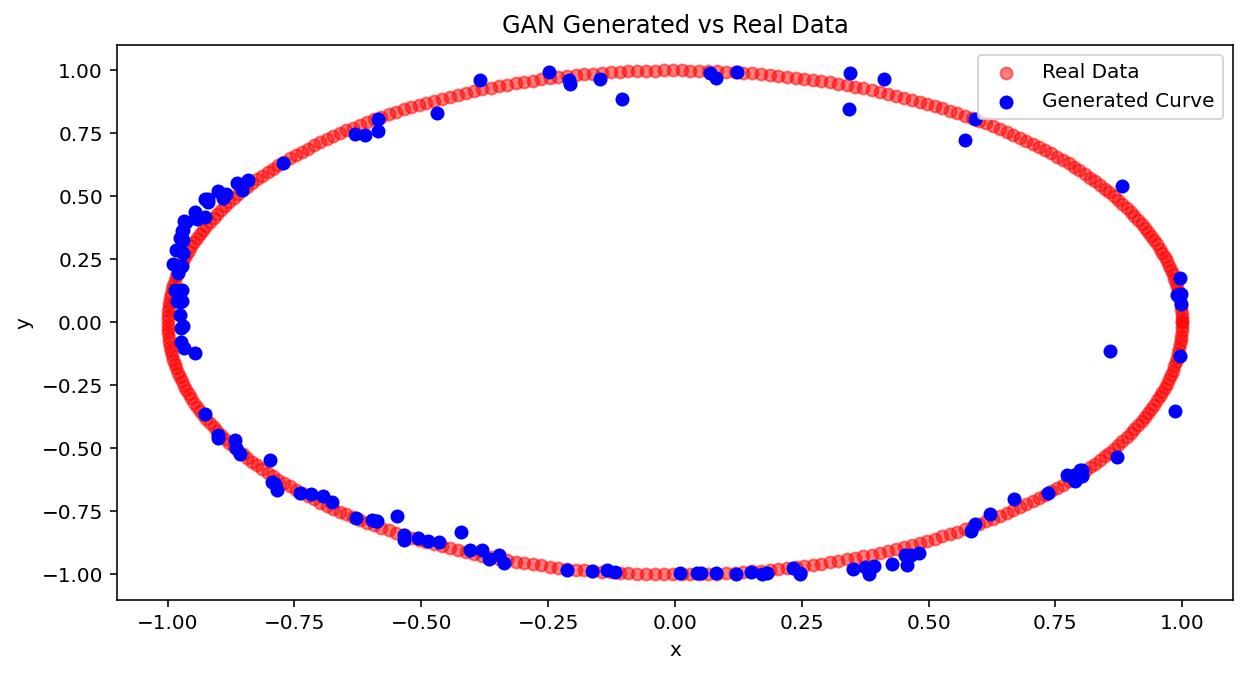 GAN Generated vs Real Data
Real Data
Generated Curve
1.00
0.75
0.50
0.25
0.00
−0.25
−0.50
−0.75
−1.00
y
−1.00 −0.75 −0.50 −0.25 0.00 0.25 0.50 0.75 1.00
x